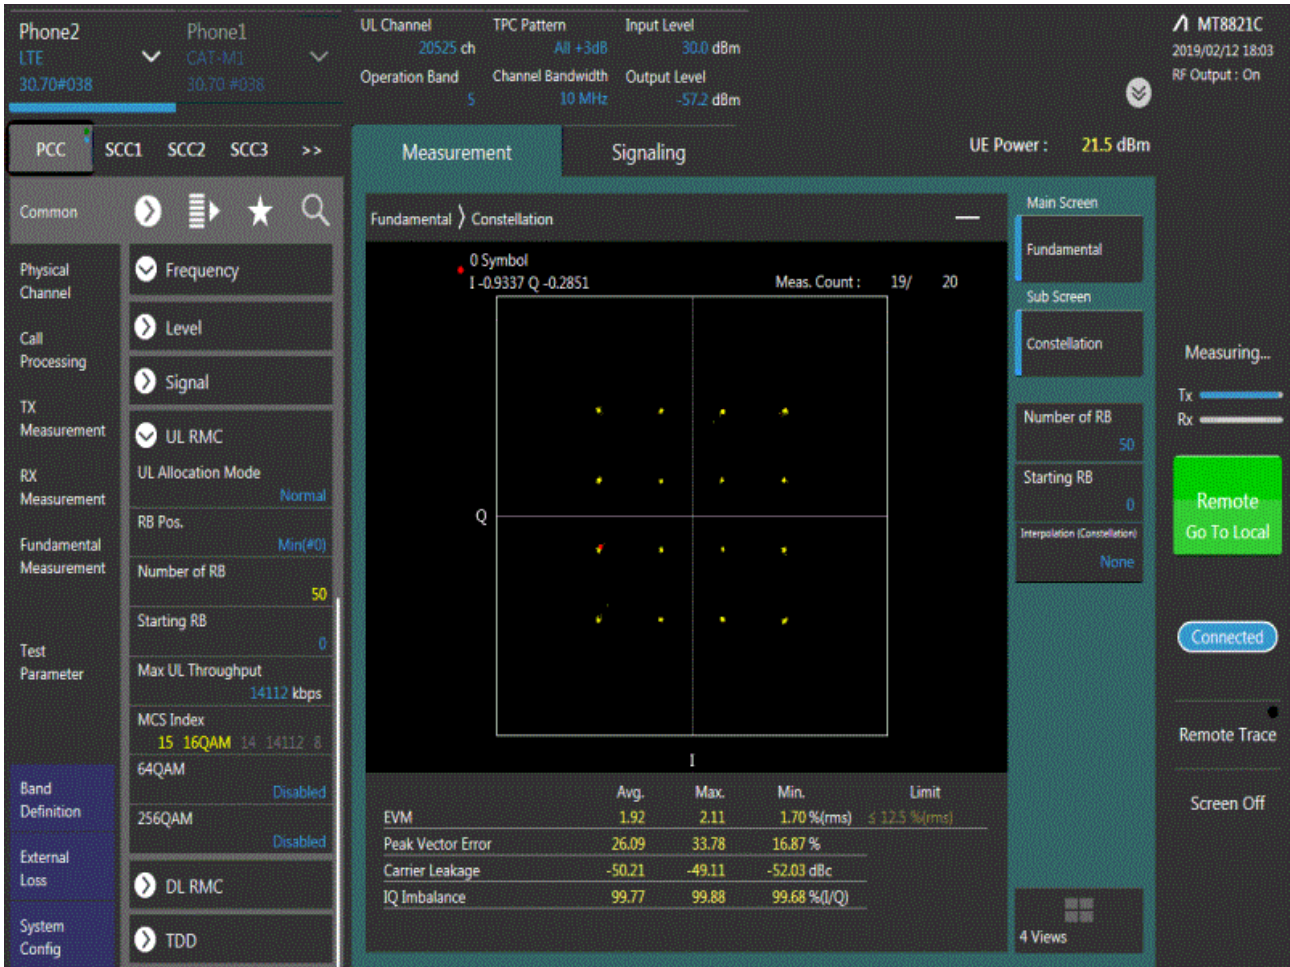 Phone2
LTE
30.70#038
Phone1
CAT-M1
30.70 #038
UL Channel
20525 ch
TPC Pattern
All +3dB
Input Level
30.0 dBm
Operation Band
5
Channel Bandwidth
10 MHz
Output Level
-57.2 dBm
MT8821C
2019/02/12 18:03
RF Output : On
PCC SCC1 SCC2 SCC3 >>
Measurement
Signaling
UE Power : 21.5 dBm
Common
Physical
Channel
Call
Processing
TX
Measurement
RX
Measurement
Fundamental
Measurement
Test
Parameter
Band
Definition
External
Loss
System
Config
Frequency
Level
Signal
UL RMC
UL Allocation Mode
Normal
RB Pos.
Min(#0)
Number of RB
50
Starting RB
0
Max UL Throughput
14112 kbps
MCS Index
15 16QAM 14 14112 8
64QAM
Disabled
256QAM
Disabled
DL RMC
TDD
Fundamental 〉 Constellation
0 Symbol
I -0.9337 Q -0.2851
Meas. Count : 19/ 20
Q
I
Avg. Max. Min. Limit
EVM 1.92 2.11 1.70 %(rms) ≤ 12.5 %(rms)
Peak Vector Error 26.09 33.78 16.87 %
Carrier Leakage -50.21 -49.11 -52.03 dBc
IQ Imbalance 99.77 99.88 99.68 %(I/Q)
Main Screen
Fundamental
Sub Screen
Constellation
Number of RB
50
Starting RB
0
Interpolation (Constellation)
None
4 Views
Measuring...
Tx
Rx
Remote
Go To Local
Connected
Remote Trace
Screen Off